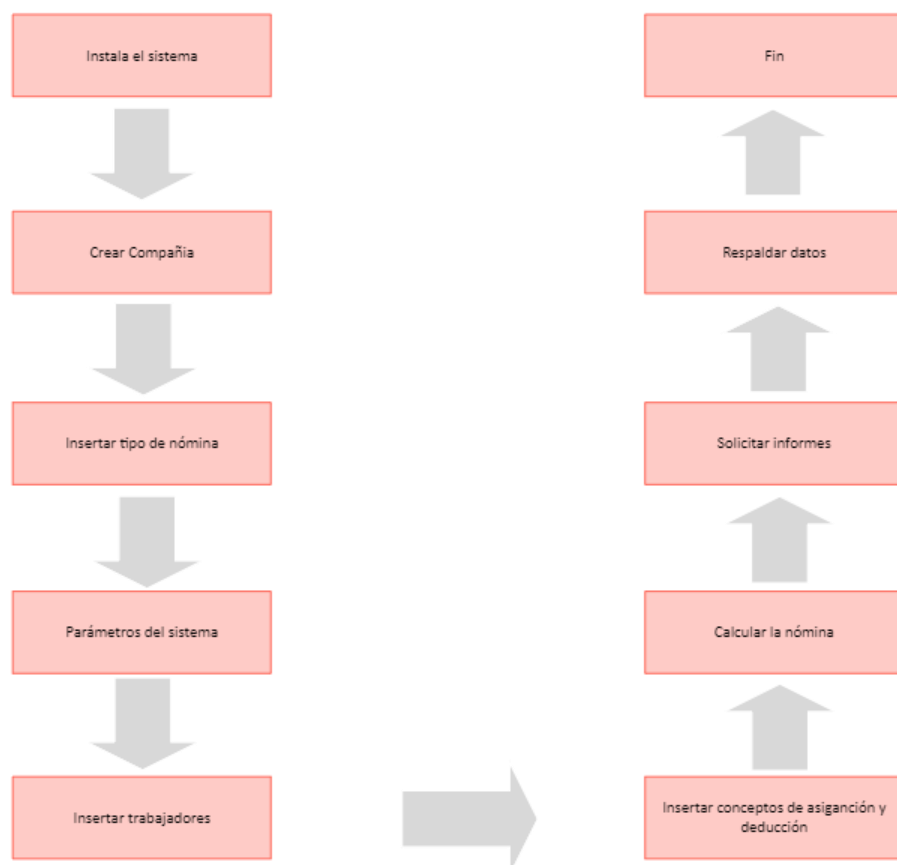 Instala el sistema
Crear Compañia
Insertar tipo de nómina
Parámetros del sistema
Insertar trabajadores
Insertar conceptos de asigança y
deducción
Calcular la nómina
Solicitar informes
Respaldar datos
Fin